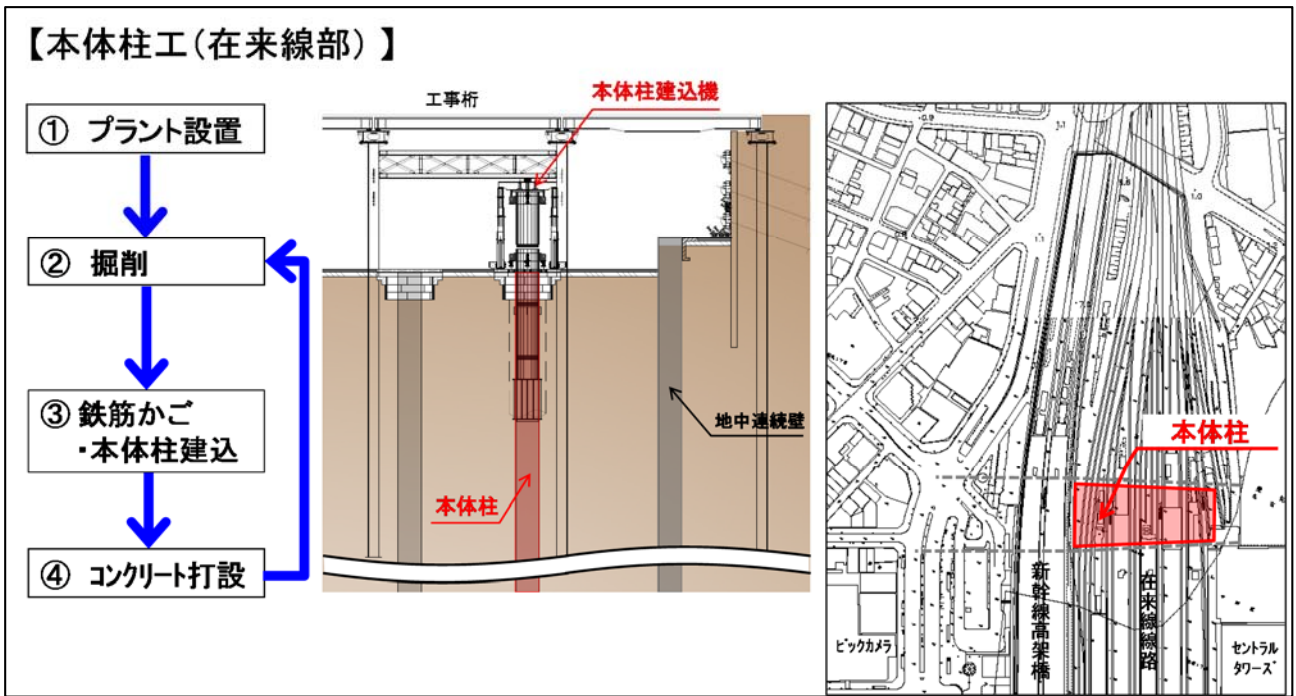 【本体柱工(在来線部)】
① プラント設置
② 掘削
③ 鉄筋かご
・本体柱建込
④ コンクリート打設
工事桁
本体柱建込機
地中連続壁
本体柱
本体柱
新幹線高架橋
在来線線路
ビックカメラ
セントラル
タワーズ